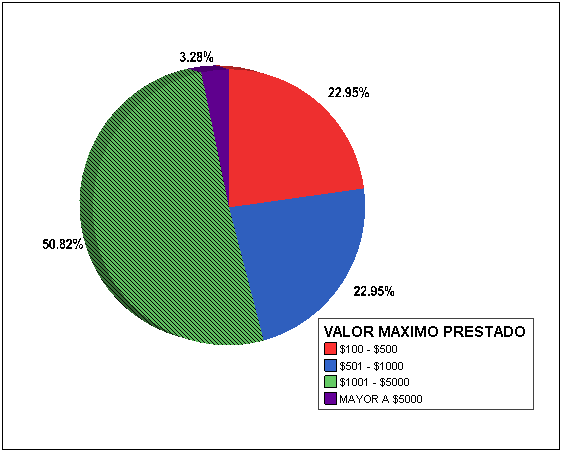 3.28%
22.95%
50.82%
22.95%
VALOR MAXIMO PRESTADO
$100 - $500
$501 - $1000
$1001 - $5000
MAYOR A $5000